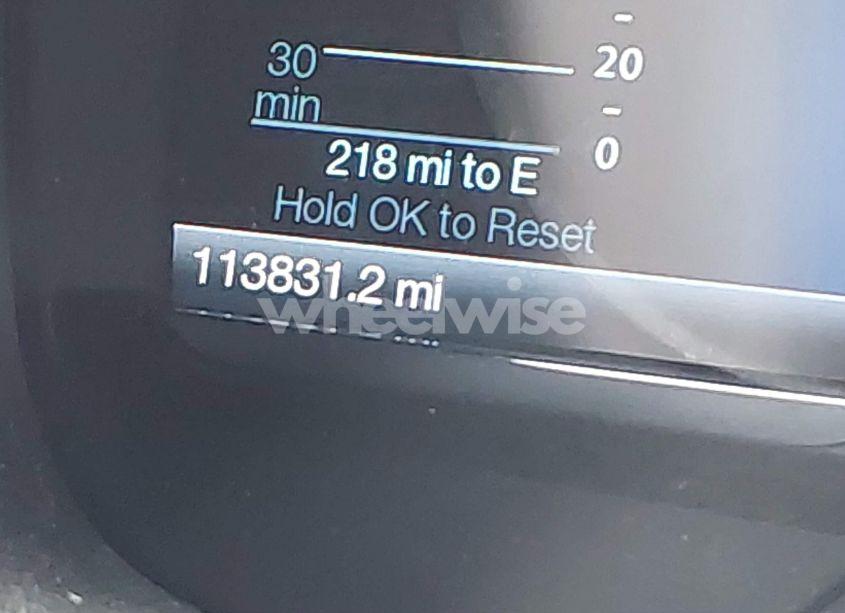 30
min
20
0
218 mi to E
Hold OK to Reset
113831.2 mi
wheelwise